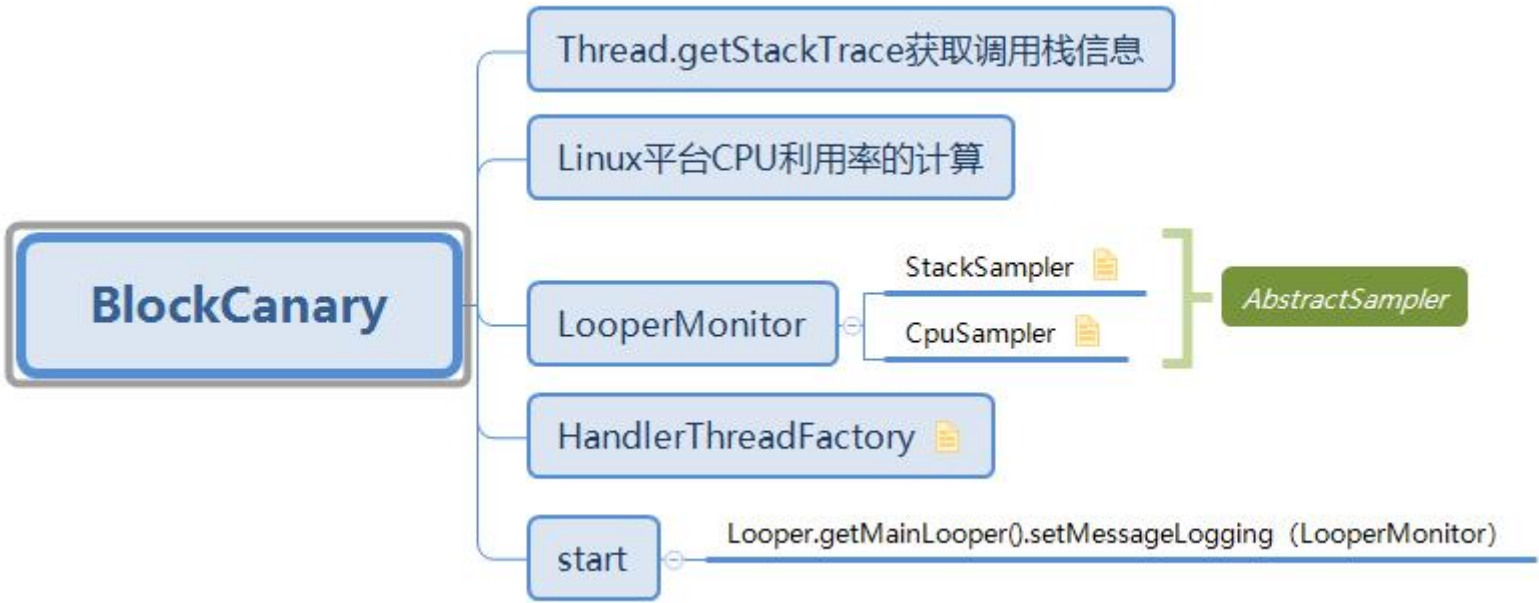 Thread.getStackTrace获取调用栈信息
Linux平台CPU利用率的计算
BlockCanary
LooperMonitor
StackSampler
CpuSampler
AbstractSampler
HandlerThreadFactory
start
Looper.getMainLooper().setMessageLogging（LooperMonitor）